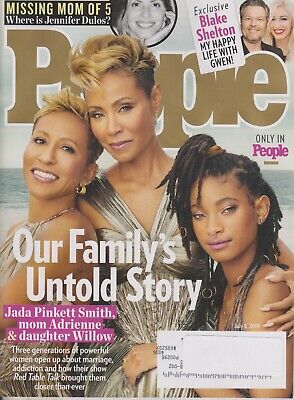 MISSING MOM OF 5
Where is Jennifer Dulos?
Exclusive
Blake
Shelton
MY HAPPY
LIFE WITH
GWEN!
People
ONLY IN
People
Our Family's
Untold Story
Jada Pinkett Smith,
mom Adrienne
& daughter Willow
Three generations of powerful
women open up about marriage,
addiction and how their show
Red Table Talk brought them
closer than ever